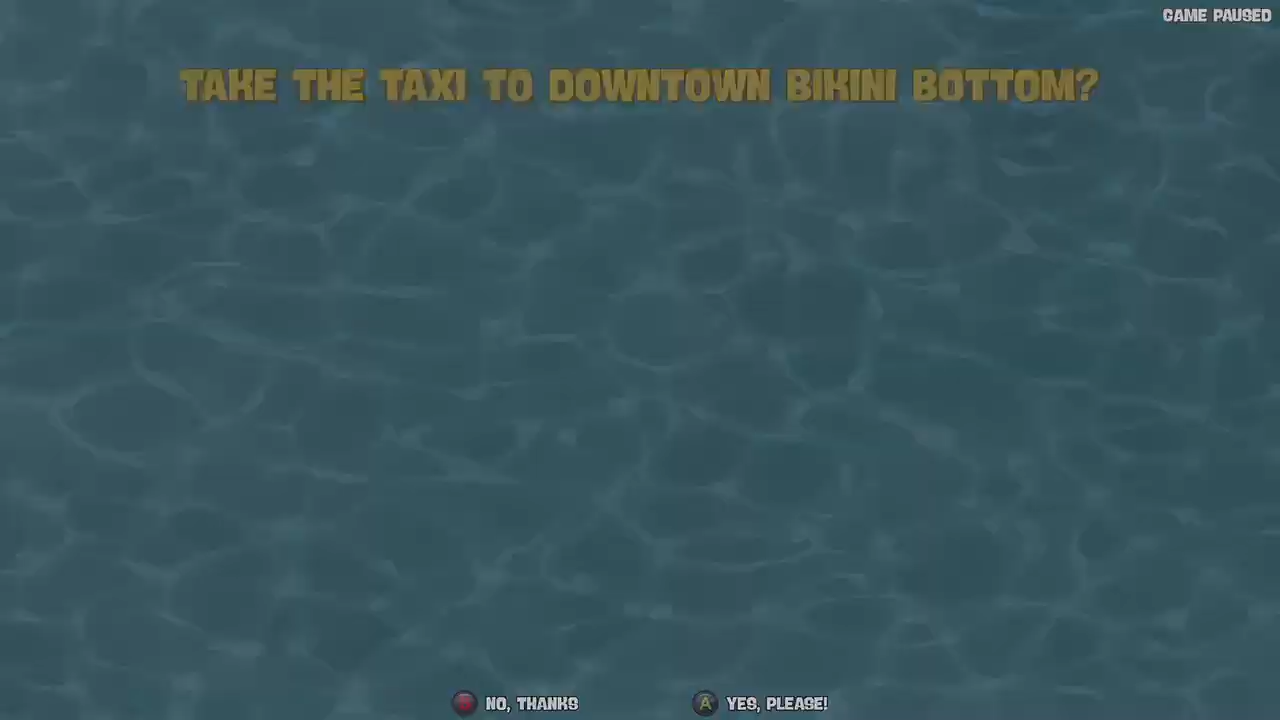 GAME PAUSED
TAKE THE TAXI TO DOWNTOWN BIKINI BOTTOM?
NO, THANKS
A YES, PLEASE!